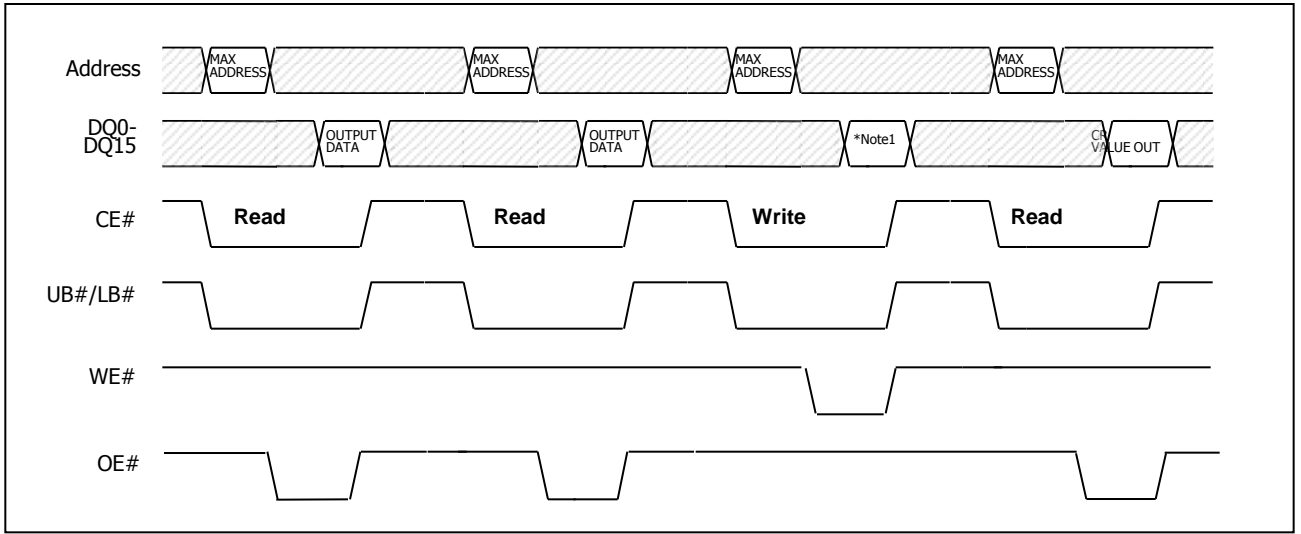 Address
MAX
ADDRESS
MAX
ADDRESS
MAX
ADDRESS
MAX
ADDRESS
DQ0-
DQ15
OUTPUT
DATA
OUTPUT
DATA
*Note1
CR
VALUE OUT
CE#
Read
Read
Write
Read
UB#/LB#
WE#
OE#